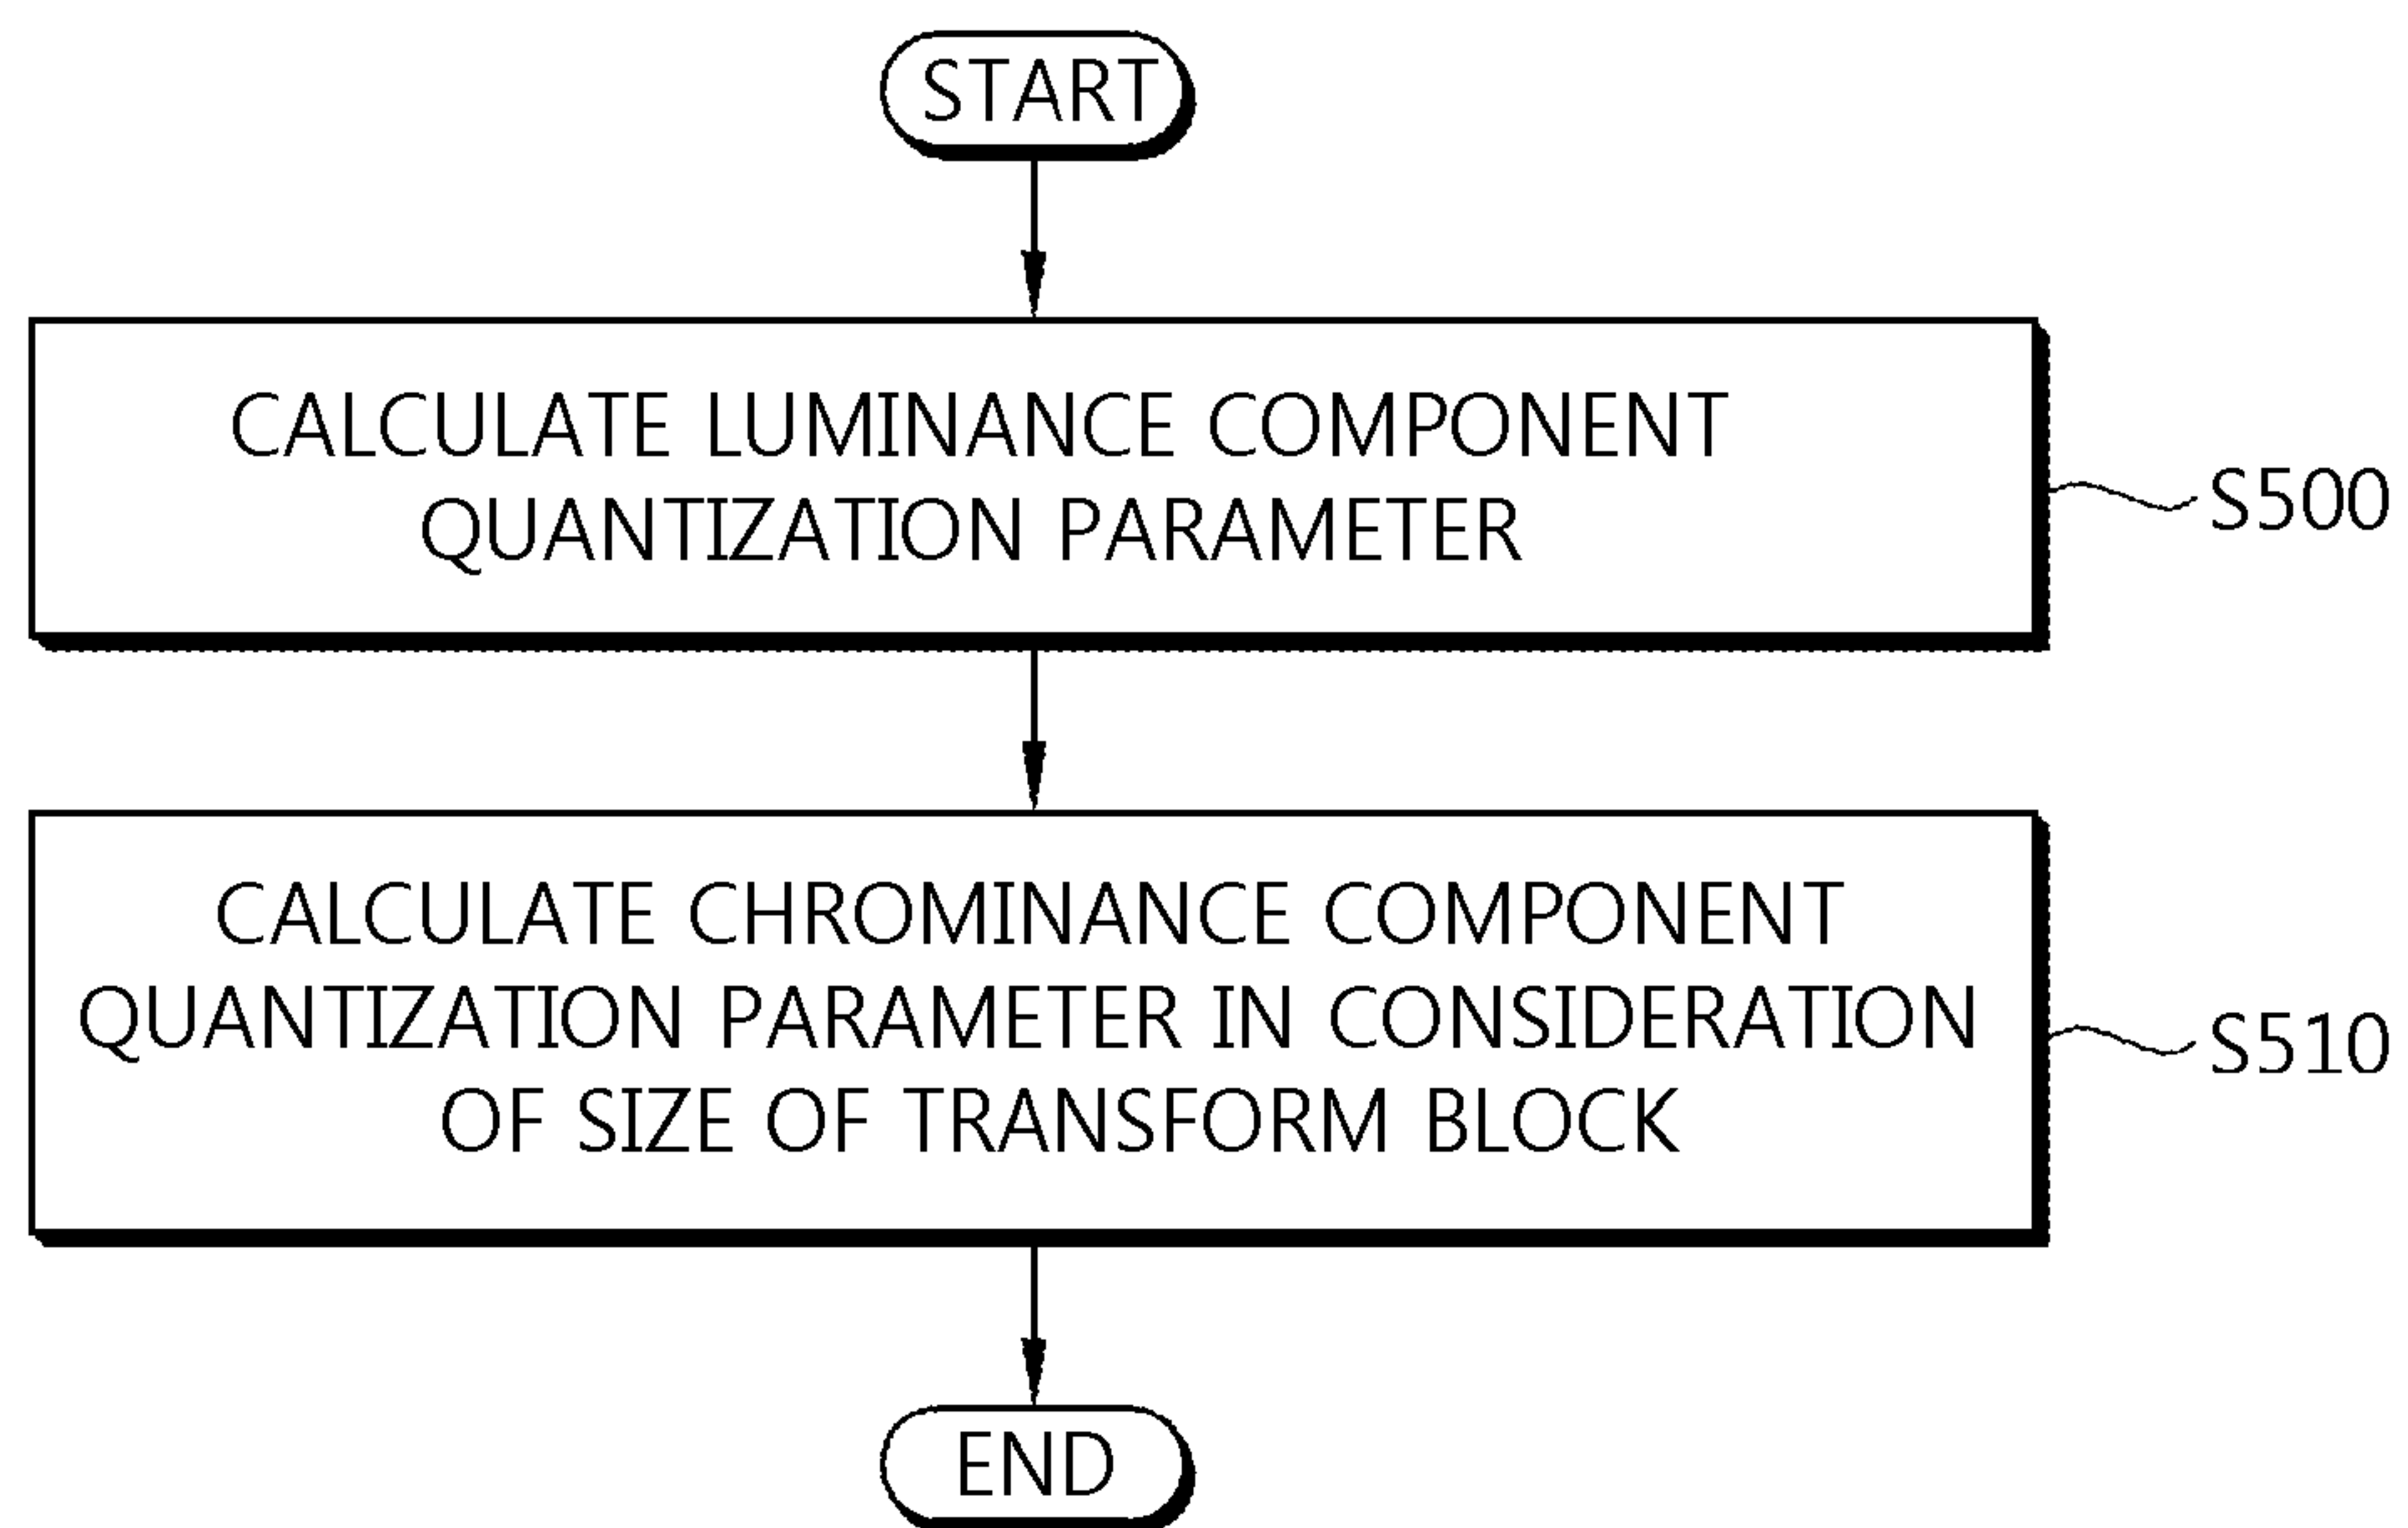 START
CALCULATE LUMINANCE COMPONENT
QUANTIZATION PARAMETER
S500
CALCULATE CHROMINANCE COMPONENT
QUANTIZATION PARAMETER IN CONSIDERATION
OF SIZE OF TRANSFORM BLOCK
S510
END